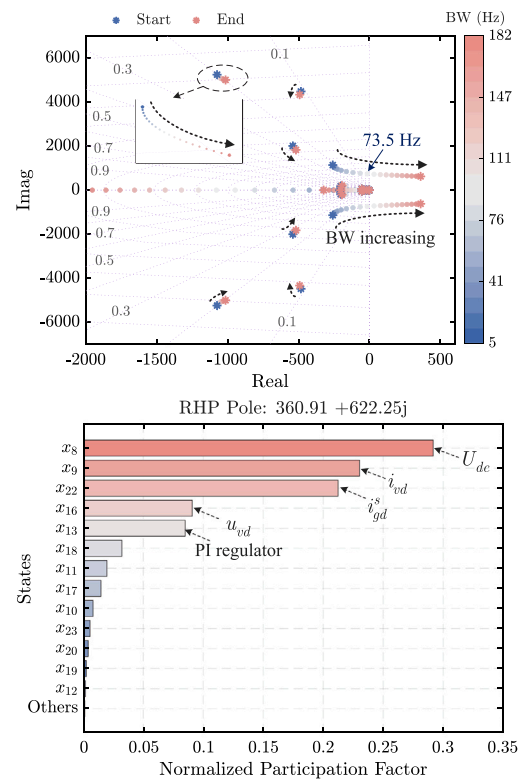 Start End BW (Hz)
6000 0.1 182
0.3
4000 147
0.5
2000 0.7 73.5 Hz 111
0.9
Imag 0
0.9 76
-2000 0.7 BW increasing
0.5
-4000 41
0.3 0.1
-6000 5
-2000 -1500 -1000 -500 0 500
Real
RHP Pole: 360.91 +622.25j
x8 Udc
x9 ivd
x22 i^s_gd
x16 uvd
x13 PI regulator
x18
x11
x17
x10
x23
x20
x19
x12
Others
States
0 0.05 0.1 0.15 0.2 0.25 0.3 0.35
Normalized Participation Factor